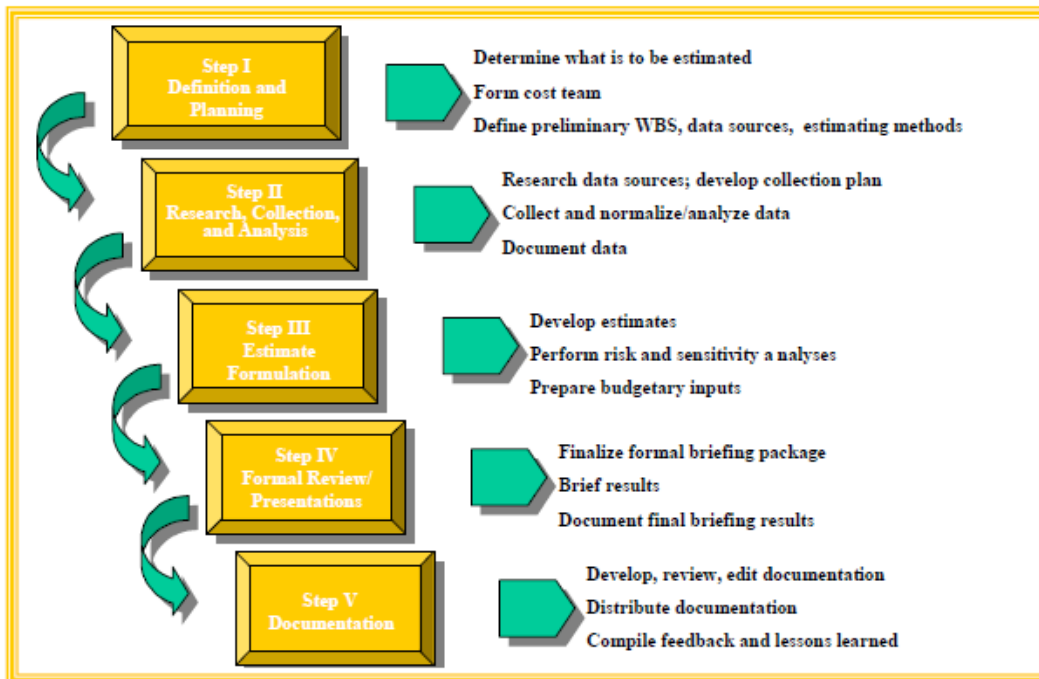 Step I
Definition and
Planning
Determine what is to be estimated
Form cost team
Define preliminary WBS, data sources, estimating methods
Step II
Research, Collection,
and Analysis
Research data sources; develop collection plan
Collect and normalize/analyze data
Document data
Step III
Estimate
Formulation
Develop estimates
Perform risk and sensitivity a nalyses
Prepare budgetary inputs
Step IV
Formal Review/
Presentations
Finalize formal briefing package
Brief results
Document final briefing results
Step V
Documentation
Develop, review, edit documentation
Distribute documentation
Compile feedback and lessons learned